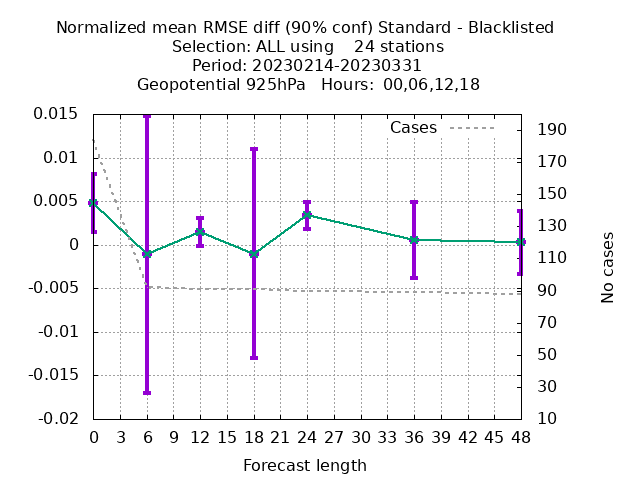 Normalized mean RMSE diff (90% conf) Standard - Blacklisted
Selection: ALL using    24 stations
Period: 20230214-20230331
Geopotential 925hPa   Hours:  00,06,12,18
Cases
0.015
0.01
0.005
0
-0.005
-0.01
-0.015
-0.02
190
170
150
130
110
90
70
50
30
10
No cases
0 3 6 9 12 15 18 21 24 27 30 33 36 39 42 45 48
Forecast length